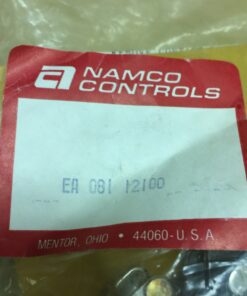 NAMCO
CONTROLS
EA 081 12100
MENTOR, OHIO • 44060-U.S.A